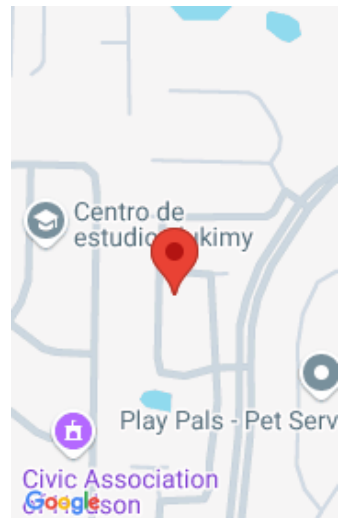 Centro de
estudio
Play Pals - Pet Serv
Civic Association
Google